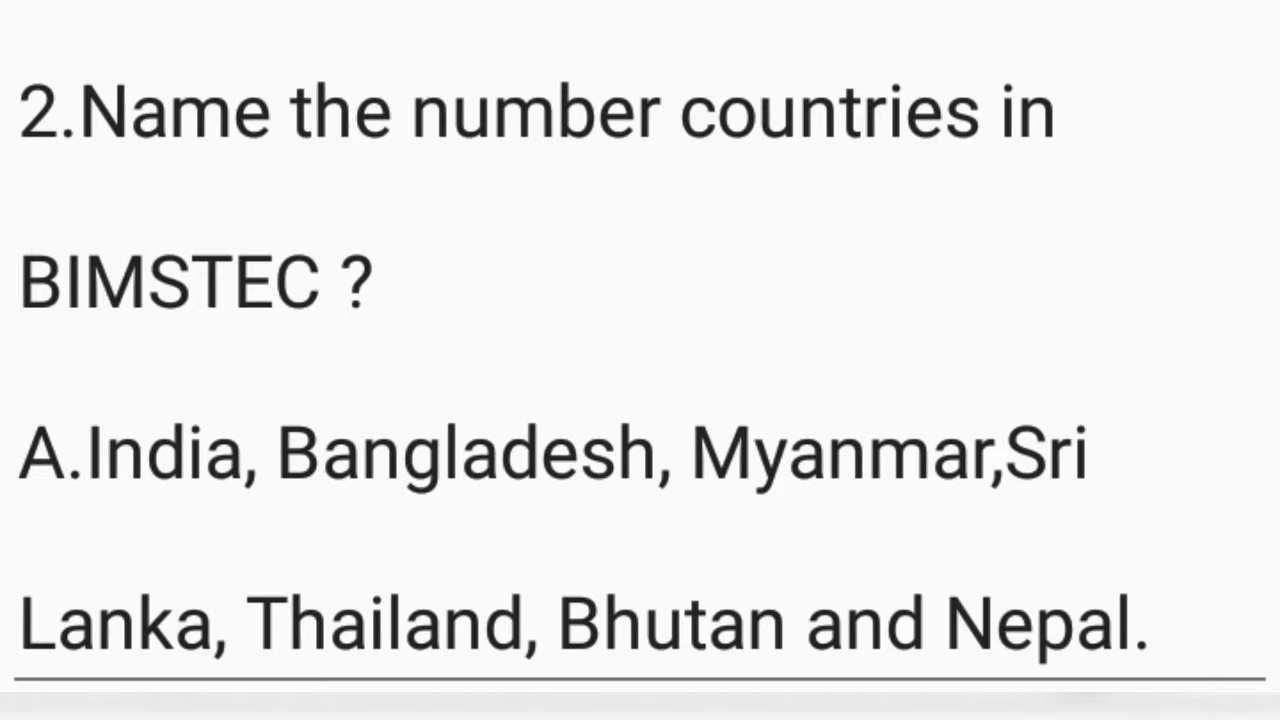 2.Name the number countries in
BIMSTEC ?
A.India, Bangladesh, Myanmar,Sri
Lanka, Thailand, Bhutan and Nepal.